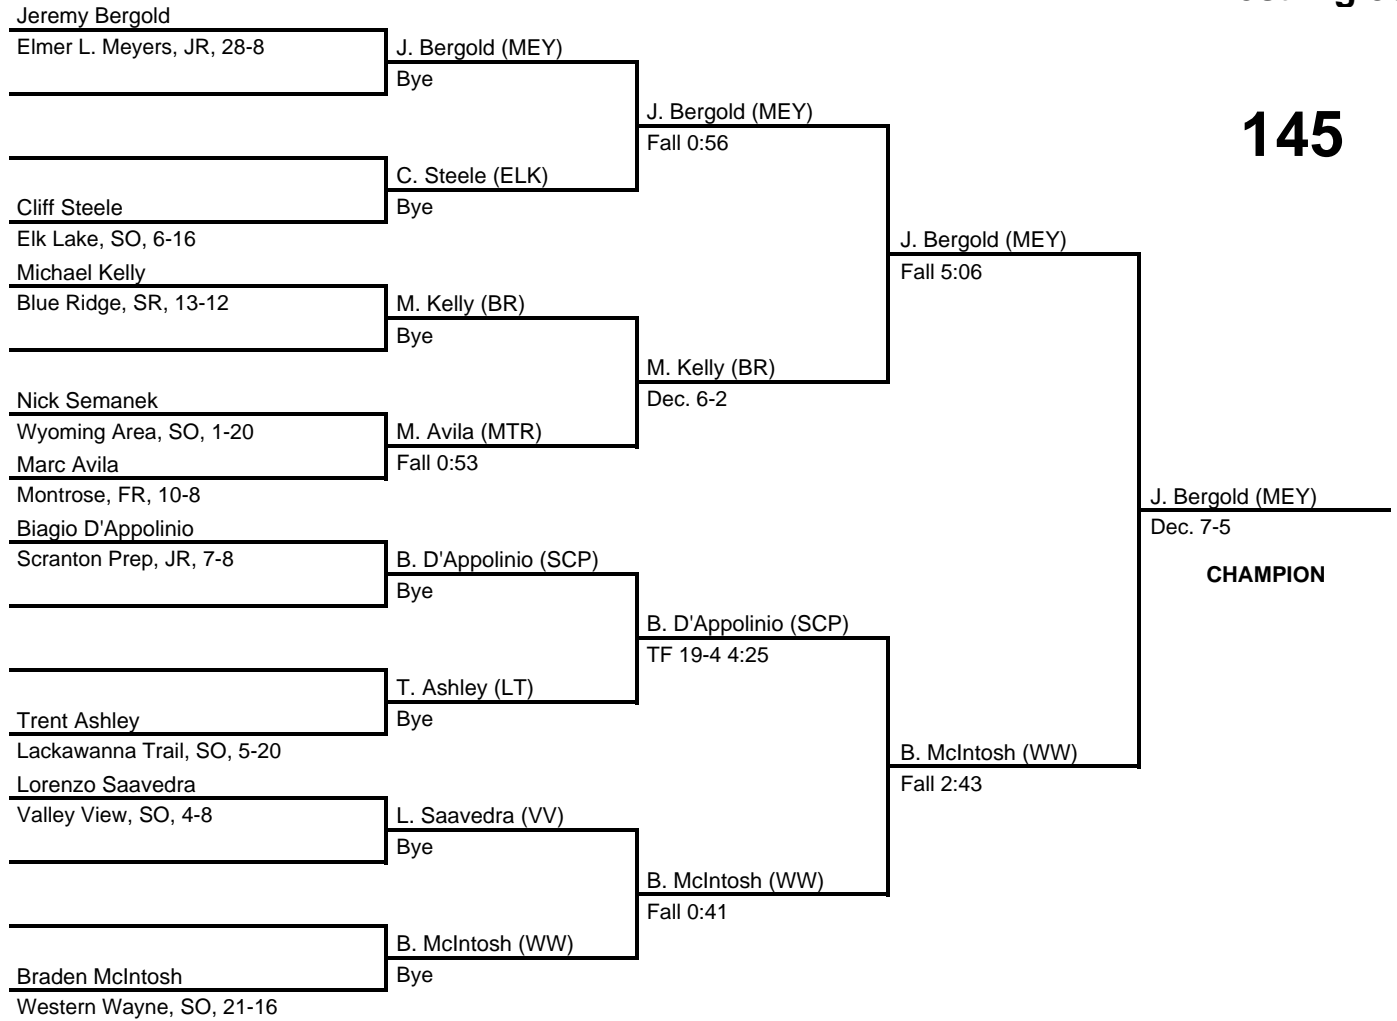 Jeremy Bergold
Elmer L. Meyers, JR, 28-8
J. Bergold (MEY)
Bye
J. Bergold (MEY)
Fall 0:56
145
C. Steele (ELK)
Bye
Cliff Steele
Elk Lake, SO, 6-16
J. Bergold (MEY)
Fall 5:06
Michael Kelly
Blue Ridge, SR, 13-12
M. Kelly (BR)
Bye
M. Kelly (BR)
Dec. 6-2
Nick Semanek
Wyoming Area, SO, 1-20
M. Avila (MTR)
Fall 0:53
Marc Avila
Montrose, FR, 10-8
J. Bergold (MEY)
Dec. 7-5
CHAMPION
Biagio D'Appolinio
Scranton Prep, JR, 7-8
B. D'Appolinio (SCP)
Bye
B. D'Appolinio (SCP)
TF 19-4 4:25
T. Ashley (LT)
Bye
Trent Ashley
Lackawanna Trail, SO, 5-20
B. McIntosh (WW)
Fall 2:43
Lorenzo Saavedra
Valley View, SO, 4-8
L. Saavedra (VV)
Bye
B. McIntosh (WW)
Fall 0:41
B. McIntosh (WW)
Bye
Braden McIntosh
Western Wayne, SO, 21-16